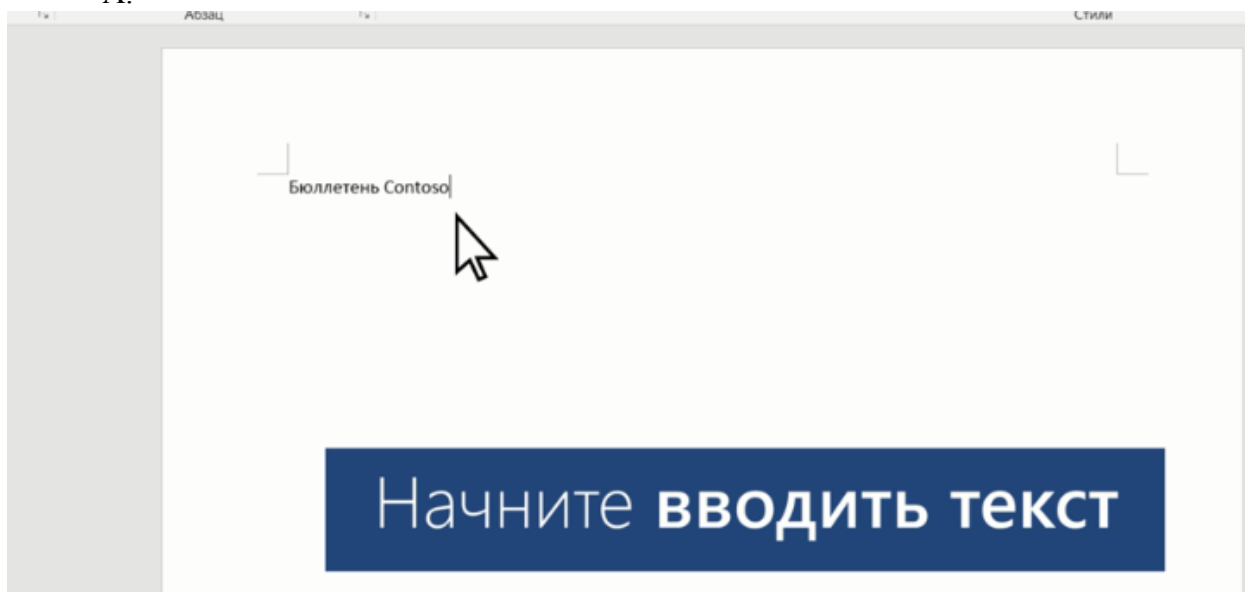 Абзац Стили
Бюллетень Contoso
Начните вводить текст